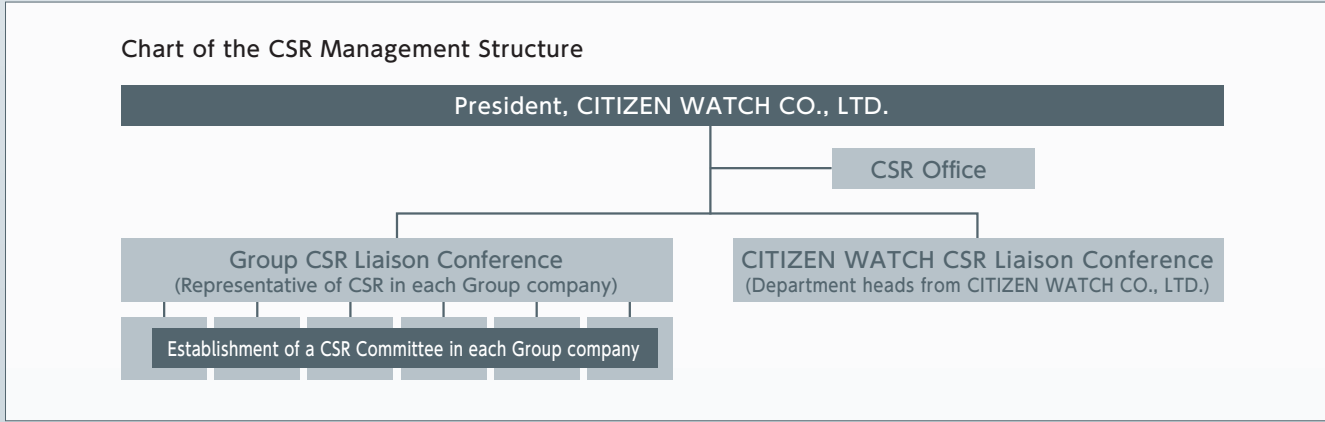 Chart of the CSR Management Structure
President, CITIZEN WATCH CO., LTD.
CSR Office
Group CSR Liaison Conference
(Representative of CSR in each Group company)
CITIZEN WATCH CSR Liaison Conference
(Department heads from CITIZEN WATCH CO., LTD.)
Establishment of a CSR Committee in each Group company